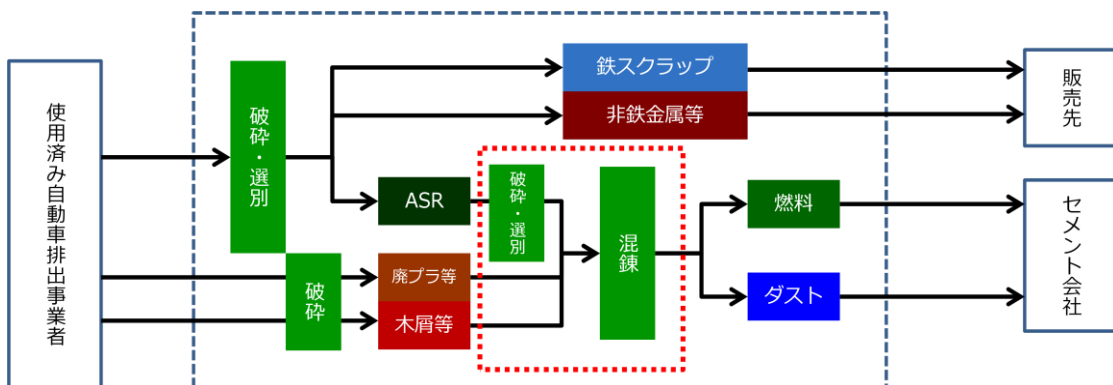 使用済み自動車排出事業者
破砕・選別
鉄スクラップ
非鉄金属等
販売先
ASR
破砕・選別
混錬
燃料
ダスト
セメント会社
破砕
廃プラ等
木屑等